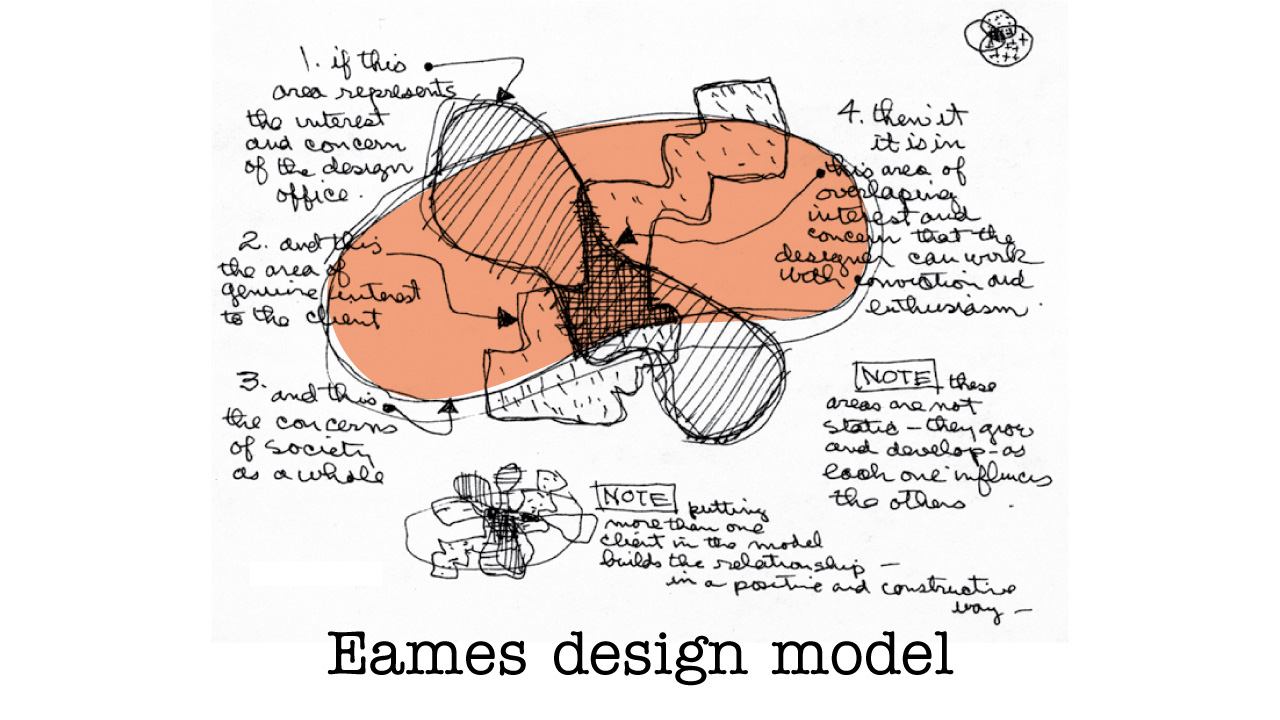 1. if this
area represents
the interest
and concern
of the design
office.
2. and this
the area of
genuine interest
to the client
3. and this
the concerns
of society
as a whole
4. then it
it is in
this area of
overlaping
interest and
concern that the
designer can work
with conviction and
enthusiasm.
NOTE these
areas are not
static – they grow
and develop – as
each one influences
the others
NOTE putting
more than one
client in the model
builds the relationship –
in a positive and constructive
way –
Eames design model